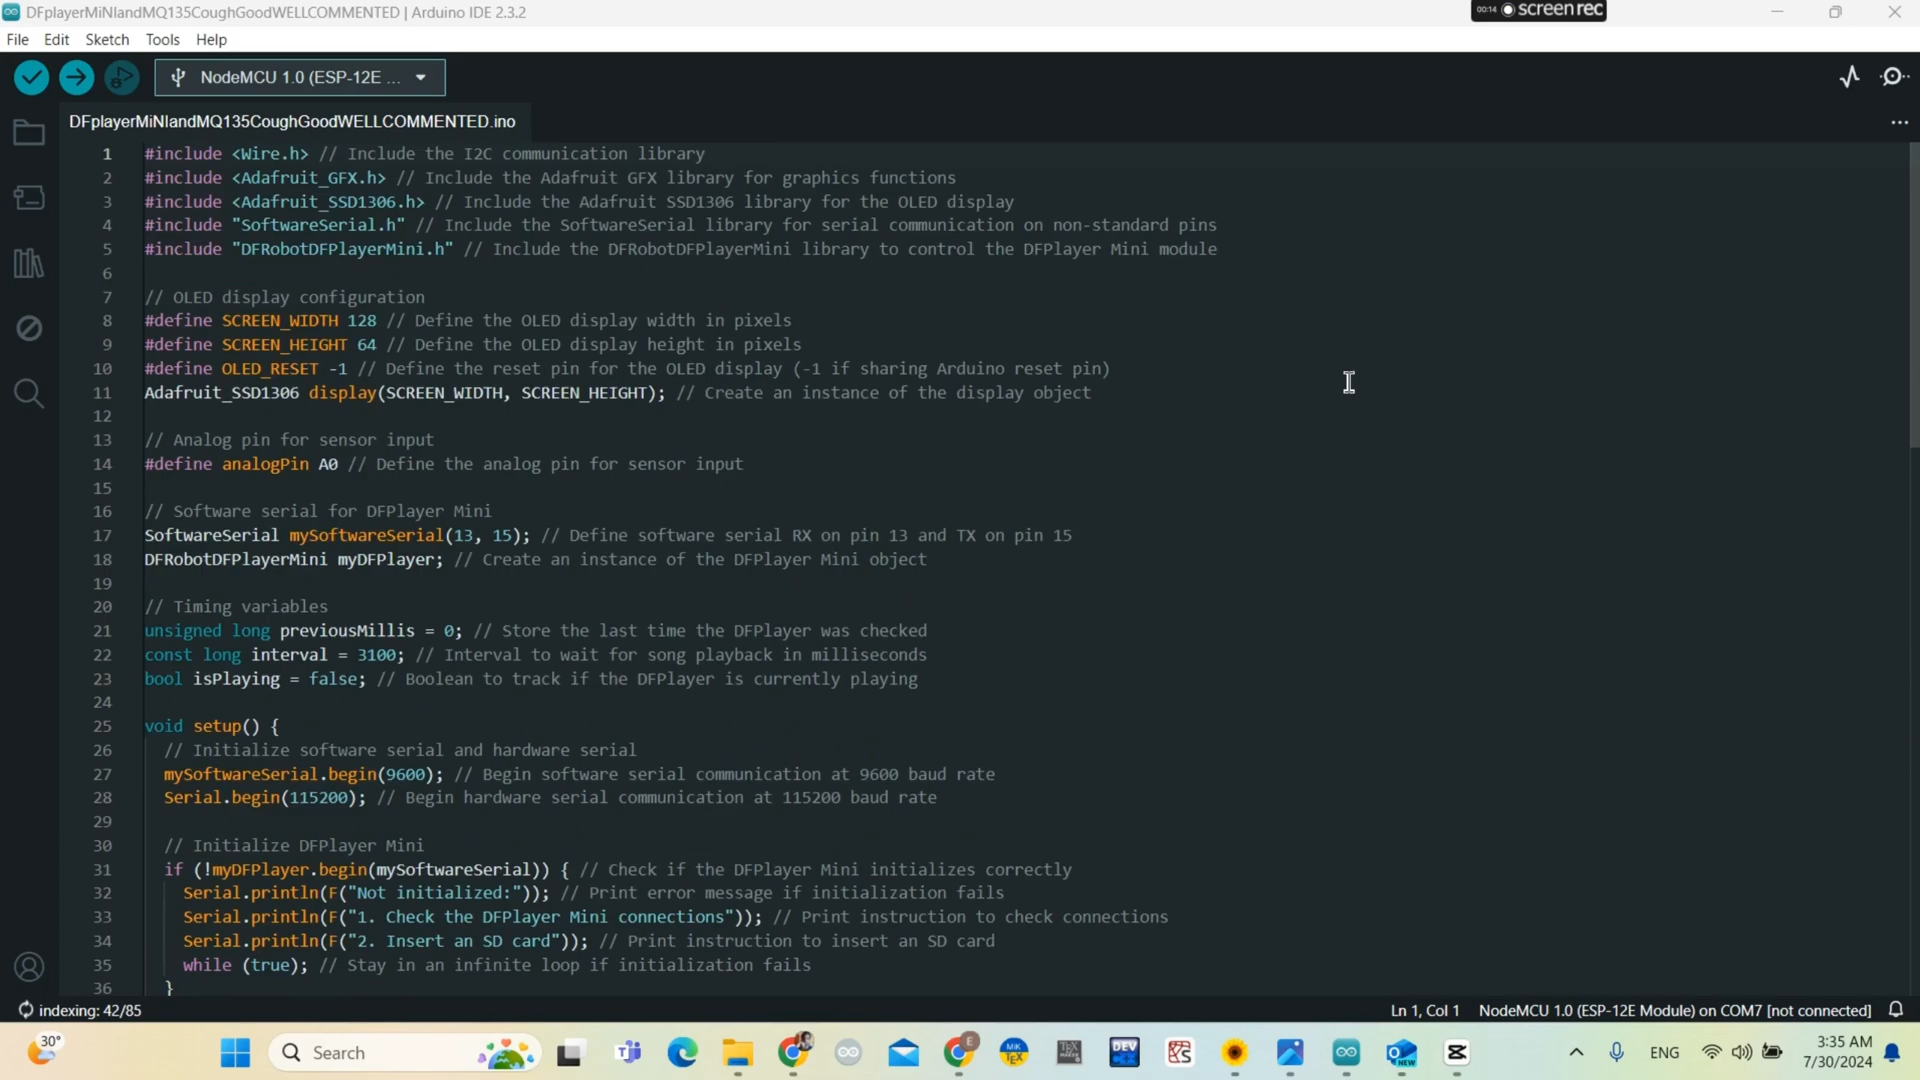 DFplayerMiNIandMQ135CoughGoodWELLCOMMENTED | Arduino IDE 2.3.2
00:14 screen rec
File Edit Sketch Tools Help
NodeMCU 1.0 (ESP-12E ...
DFplayerMiNIandMQ135CoughGoodWELLCOMMENTED.ino
1 #include <Wire.h> // Include the I2C communication library
2 #include <Adafruit_GFX.h> // Include the Adafruit GFX library for graphics functions
3 #include <Adafruit_SSD1306.h> // Include the Adafruit SSD1306 library for the OLED display
4 #include "SoftwareSerial.h" // Include the SoftwareSerial library for serial communication on non-standard pins
5 #include "DFRobotDFPlayerMini.h" // Include the DFRobotDFPlayerMini library to control the DFPlayer Mini module
6
7 // OLED display configuration
8 #define SCREEN_WIDTH 128 // Define the OLED display width in pixels
9 #define SCREEN_HEIGHT 64 // Define the OLED display height in pixels
10 #define OLED_RESET -1 // Define the reset pin for the OLED display (-1 if sharing Arduino reset pin)
11 Adafruit_SSD1306 display(SCREEN_WIDTH, SCREEN_HEIGHT); // Create an instance of the display object
12
13 // Analog pin for sensor input
14 #define analogPin A0 // Define the analog pin for sensor input
15
16 // Software serial for DFPlayer Mini
17 SoftwareSerial mySoftwareSerial(13, 15); // Define software serial RX on pin 13 and TX on pin 15
18 DFRobotDFPlayerMini myDFPlayer; // Create an instance of the DFPlayer Mini object
19
20 // Timing variables
21 unsigned long previousMillis = 0; // Store the last time the DFPlayer was checked
22 const long interval = 3100; // Interval to wait for song playback in milliseconds
23 bool isPlaying = false; // Boolean to track if the DFPlayer is currently playing
24
25 void setup() {
26 // Initialize software serial and hardware serial
27 mySoftwareSerial.begin(9600); // Begin software serial communication at 9600 baud rate
28 Serial.begin(115200); // Begin hardware serial communication at 115200 baud rate
29
30 // Initialize DFPlayer Mini
31 if (!myDFPlayer.begin(mySoftwareSerial)) { // Check if the DFPlayer Mini initializes correctly
32 Serial.println(F("Not initialized:")); // Print error message if initialization fails
33 Serial.println(F("1. Check the DFPlayer Mini connections")); // Print instruction to check connections
34 Serial.println(F("2. Insert an SD card")); // Print instruction to insert an SD card
35 while (true); // Stay in an infinite loop if initialization fails
36 }
indexing: 42/85
Ln 1, Col 1 NodeMCU 1.0 (ESP-12E Module) on COM7 [not connected]
30°
Search
DEV
NEW
ENG
3:35 AM
7/30/2024